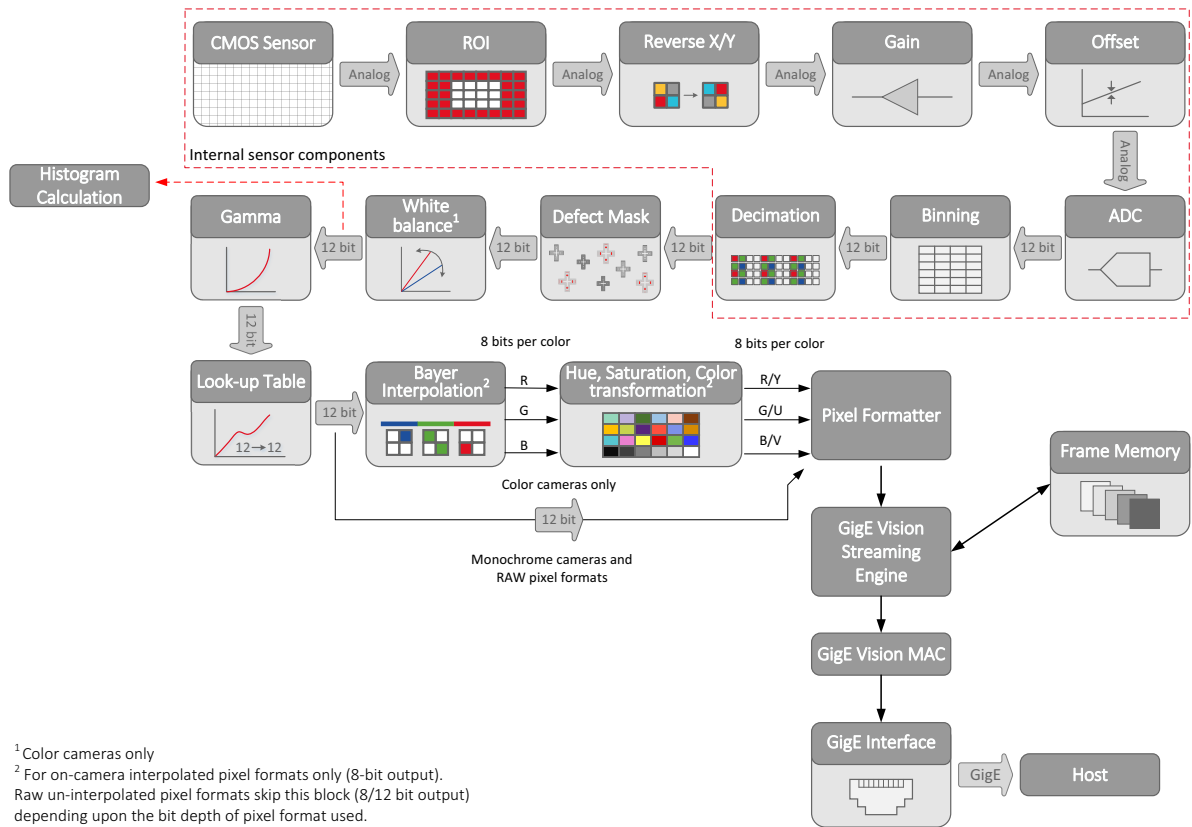 CMOS Sensor
Analog
ROI
Analog
Reverse X/Y
Analog
Gain
Analog
Offset
Internal sensor components
Analog
Histogram
Calculation
Gamma
12 bit
White
balance¹
12 bit
Defect Mask
12 bit
Decimation
12 bit
Binning
12 bit
ADC
12 bit
8 bits per color
8 bits per color
Look-up Table
12→12
12 bit
Bayer
Interpolation²
R
G
B
Hue, Saturation, Color
transformation²
R/Y
G/U
B/V
Pixel Formatter
Color cameras only
12 bit
Monochrome cameras and
RAW pixel formats
Frame Memory
GigE Vision
Streaming
Engine
GigE Vision MAC
GigE Interface
GigE
Host
¹ Color cameras only
² For on-camera interpolated pixel formats only (8-bit output).
Raw un-interpolated pixel formats skip this block (8/12 bit output)
depending upon the bit depth of pixel format used.